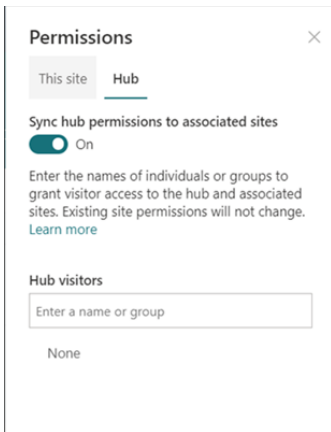 Permissions
This site Hub
Sync hub permissions to associated sites
On
Enter the names of individuals or groups to
grant visitor access to the hub and associated
sites. Existing site permissions will not change.
Learn more
Hub visitors
Enter a name or group
None